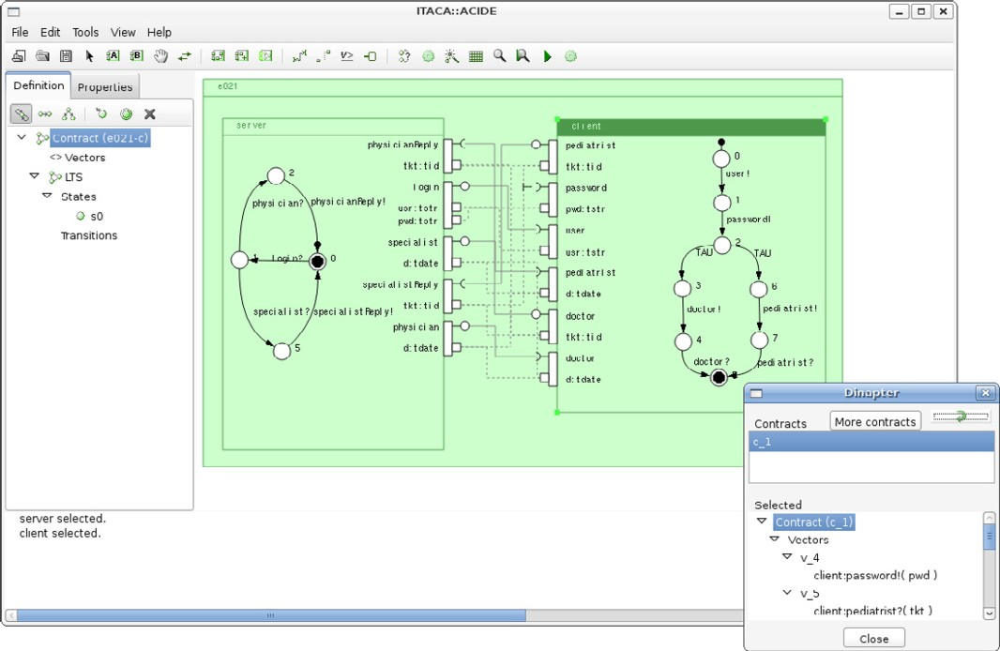 ITACA::ACIDE
File Edit Tools View Help
Definition Properties
Contract (e021-c)
<> Vectors
LTS
States
s0
Transitions
e021
server
physicianReply
tkt:tid
login
usr:tstr
pwd:tstr
specialist
d:tdate
specialistReply
tkt:tid
physician
d:tdate
2
physician? physicianReply!
1 login? 0
specialist? specialistReply!
5
client
pediatrist
tkt:tid
password
pwd:tstr
user
usr:tstr
pediatrist
d:tdate
doctor
tkt:tid
doctor
d:tdate
0
user!
1
password!
2
TAU TAU
3 6
doctor! pediatrist!
4 7
doctor? pediatrist?
server selected.
client selected.
Dinapter
Contracts More contracts
c_1
Selected
Contract (c_1)
Vectors
v_4
client:password!( pwd )
v_5
client:pediatrist?( tkt )
Close